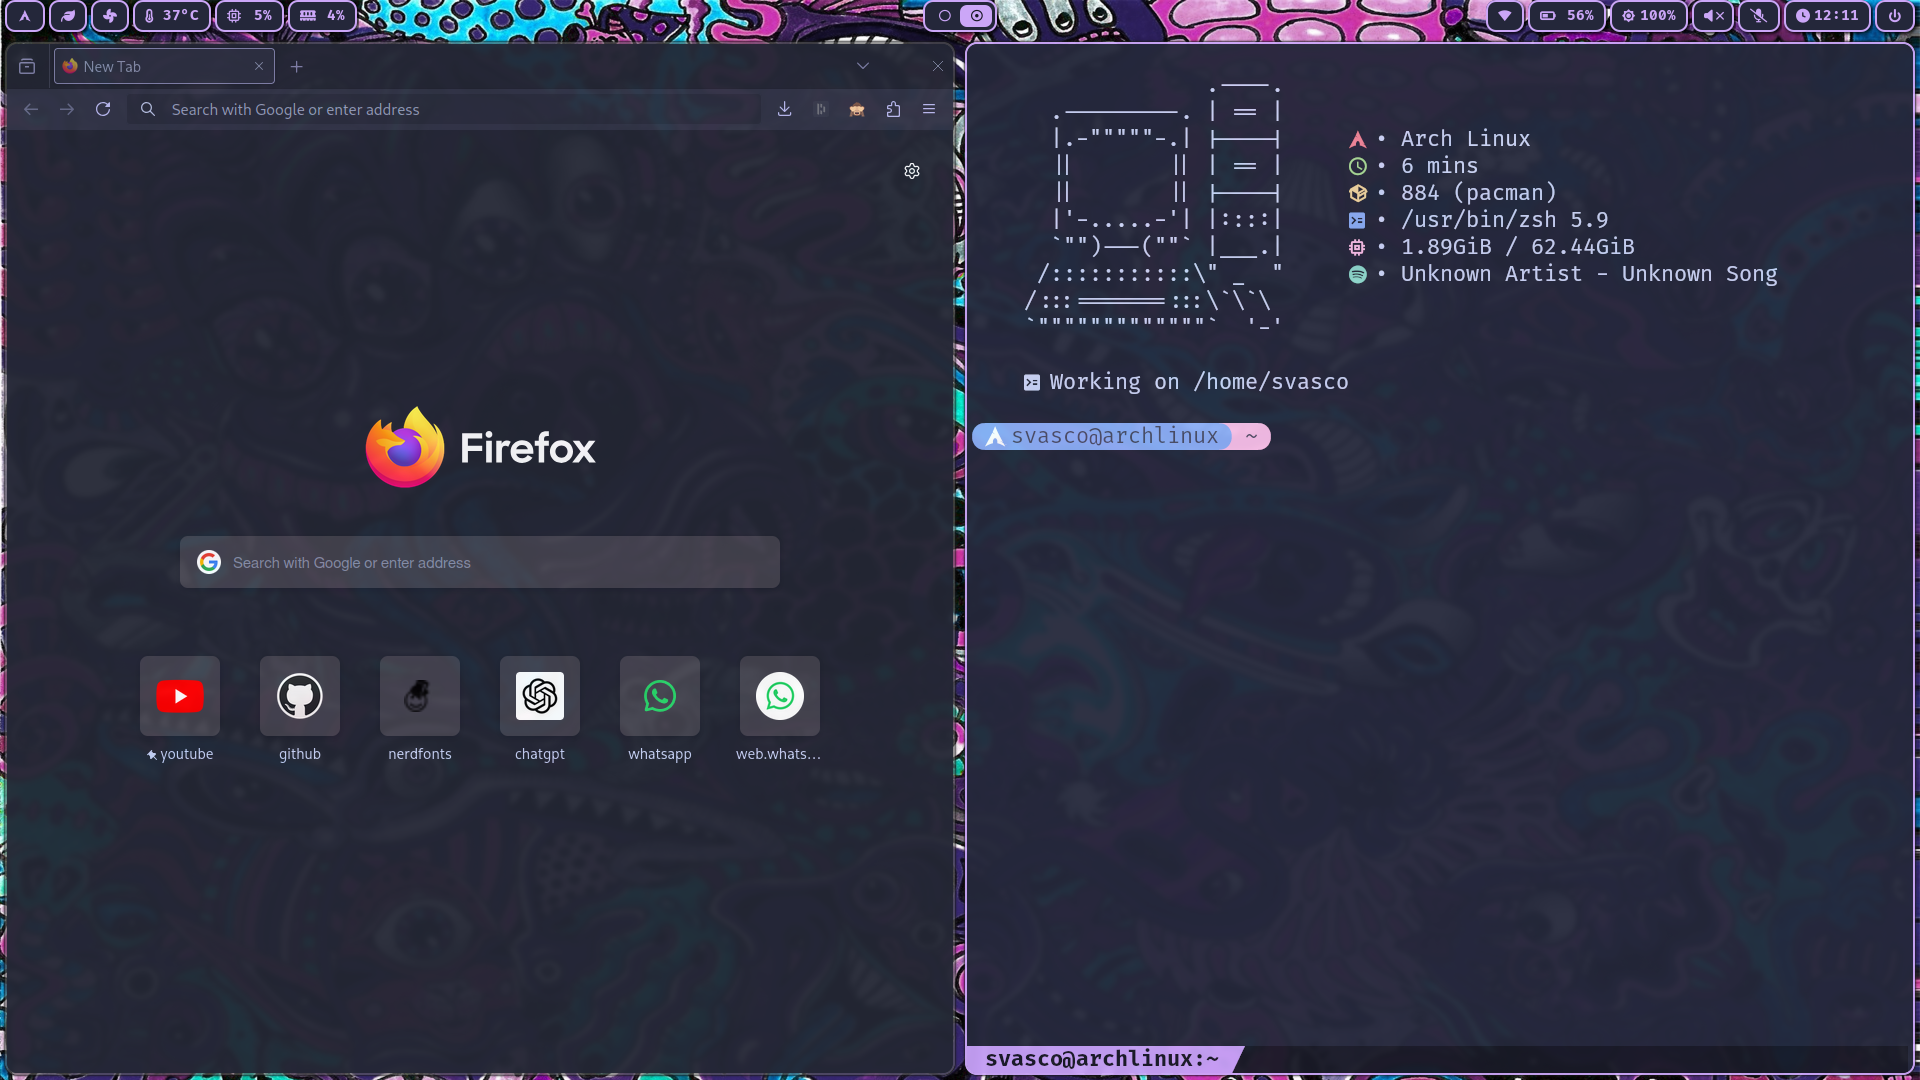 37°C
5%
4%
56%
100%
12:11
New Tab
Search with Google or enter address
Firefox
Search with Google or enter address
youtube
github
nerdfonts
chatgpt
whatsapp
web.whats…
• Arch Linux
• 6 mins
• 884 (pacman)
• /usr/bin/zsh 5.9
• 1.89GiB / 62.44GiB
• Unknown Artist - Unknown Song
Working on /home/svasco
svasco@archlinux ~
svasco@archlinux:~